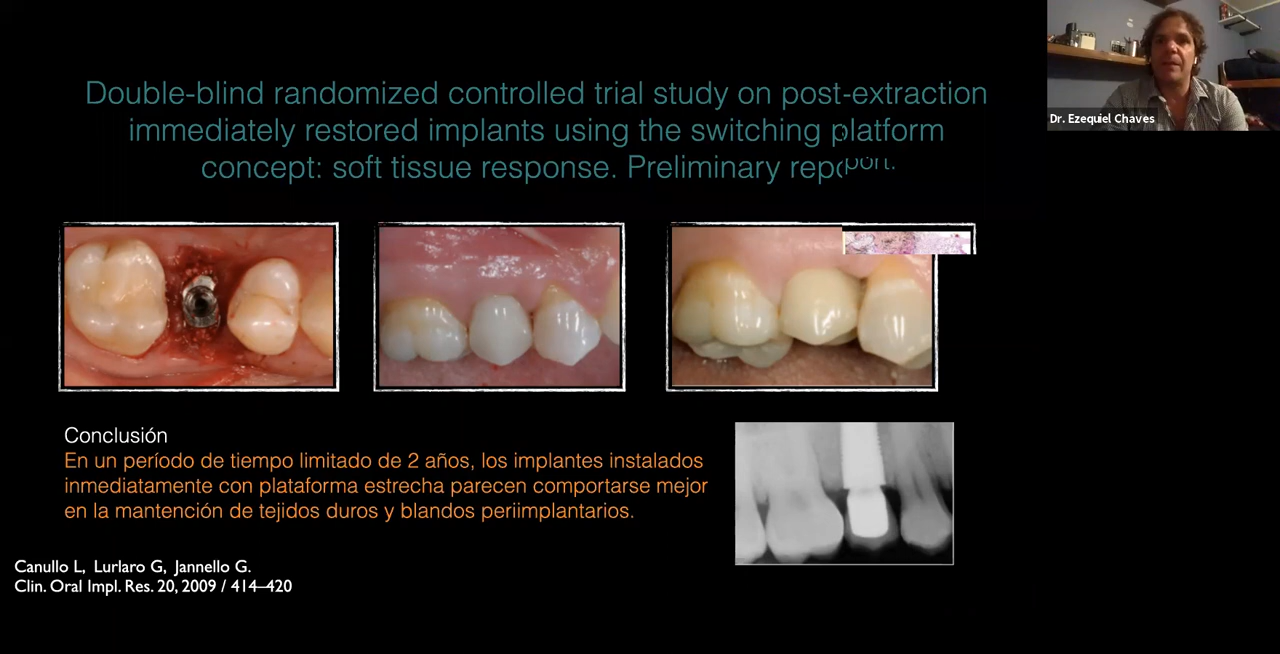 Double-blind randomized controlled trial study on post-extraction
immediately restored implants using the switching platform
concept: soft tissue response. Preliminary report.
Dr. Ezequiel Chaves
Conclusión
En un período de tiempo limitado de 2 años, los implantes instalados
inmediatamente con plataforma estrecha parecen comportarse mejor
en la mantención de tejidos duros y blandos periimplantarios.
Canullo L, Lurlaro G, Jannello G.
Clin. Oral Impl. Res. 20, 2009 / 414–420